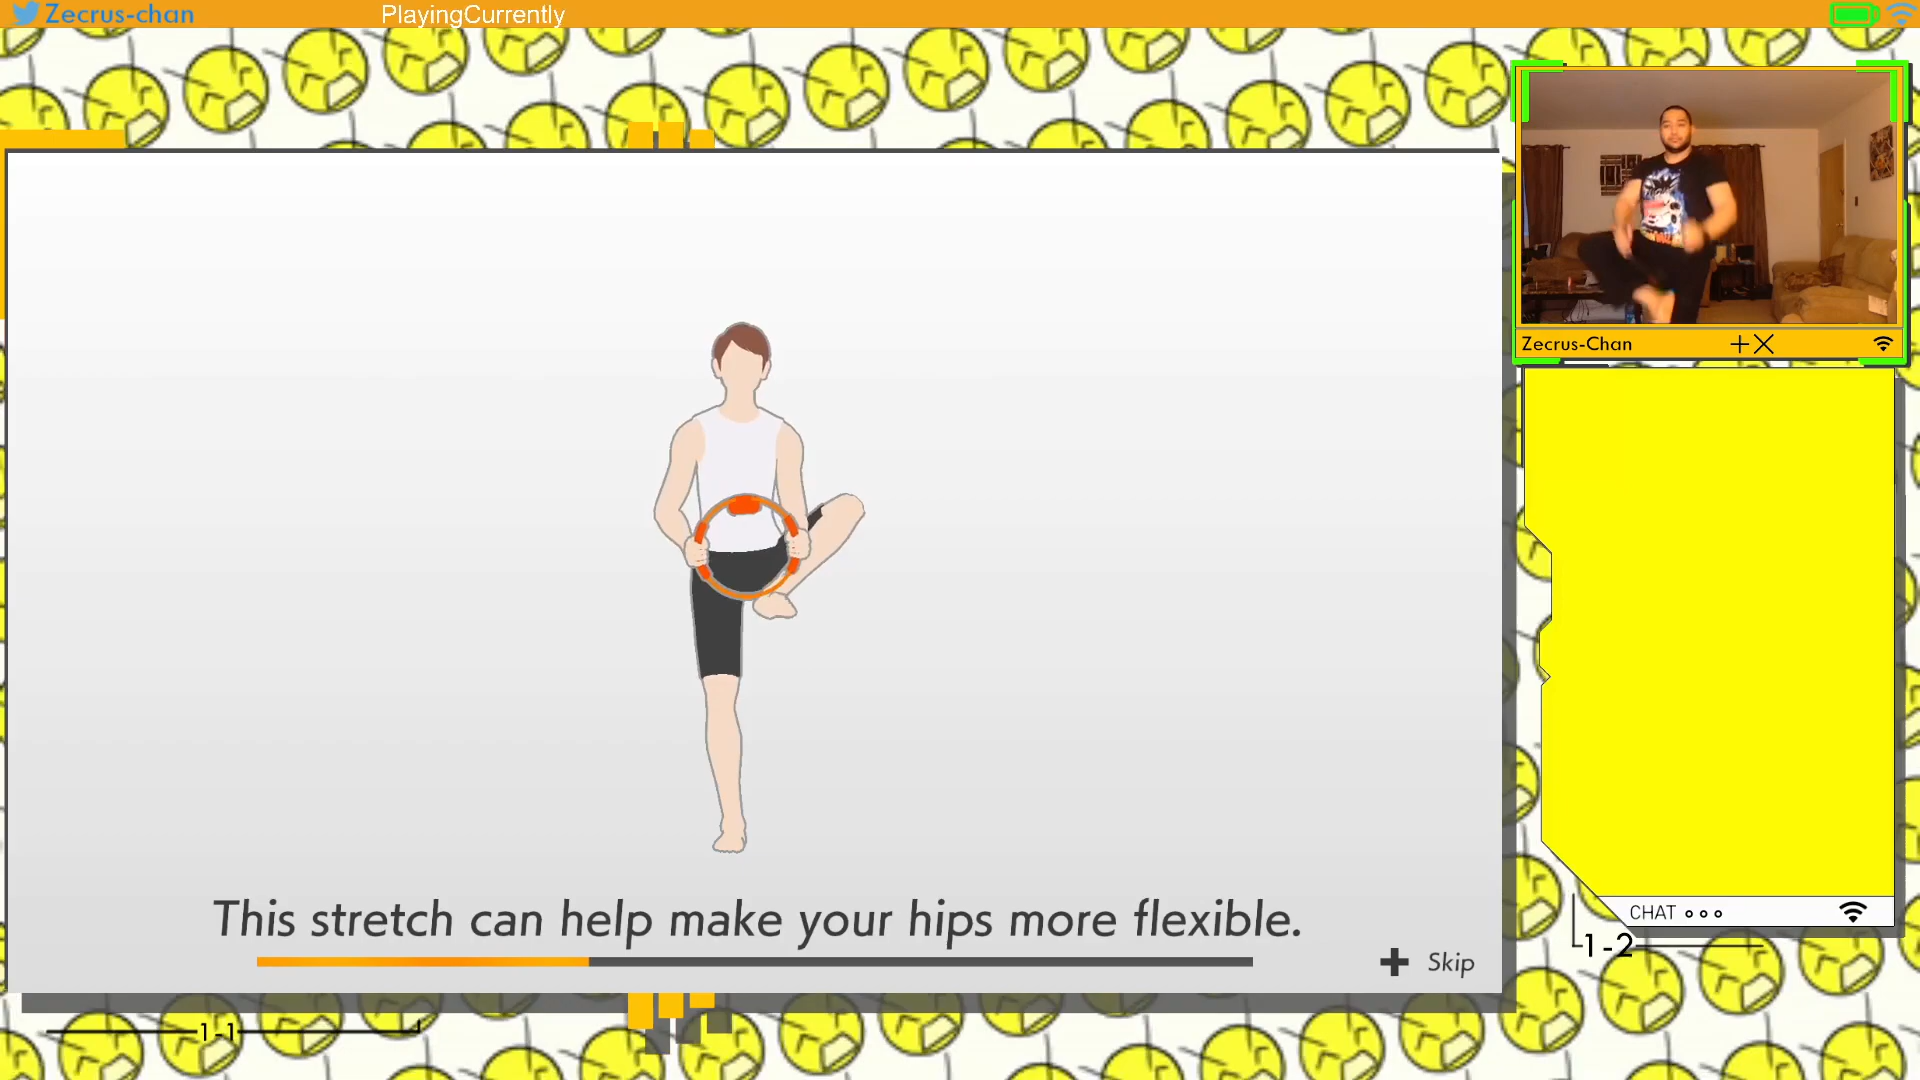 Zecrus-chan
PlayingCurrently
Zecrus-Chan
This stretch can help make your hips more flexible.
Skip
CHAT
1-2
1-1